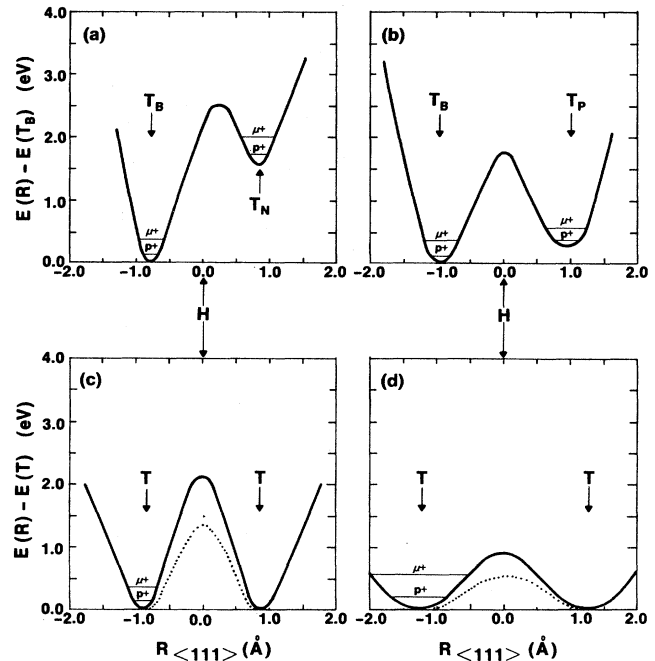 (a)
(b)
E(R) – E(T_B) (eV)
4.0
3.0
2.0
1.0
0.0
T_B
μ+
p+
μ+
p+
T_N
T_B
T_P
μ+
p+
μ+
p+
-2.0 -1.0 0.0 1.0 2.0
-2.0 -1.0 0.0 1.0 2.0
H
H
(c)
(d)
E(R) – E(T) (eV)
4.0
3.0
2.0
1.0
0.0
T
T
μ+
p+
T
T
μ+
p+
-2.0 -1.0 0.0 1.0 2.0
-2.0 -1.0 0.0 1.0 2.0
R <111> (Å)
R <111> (Å)